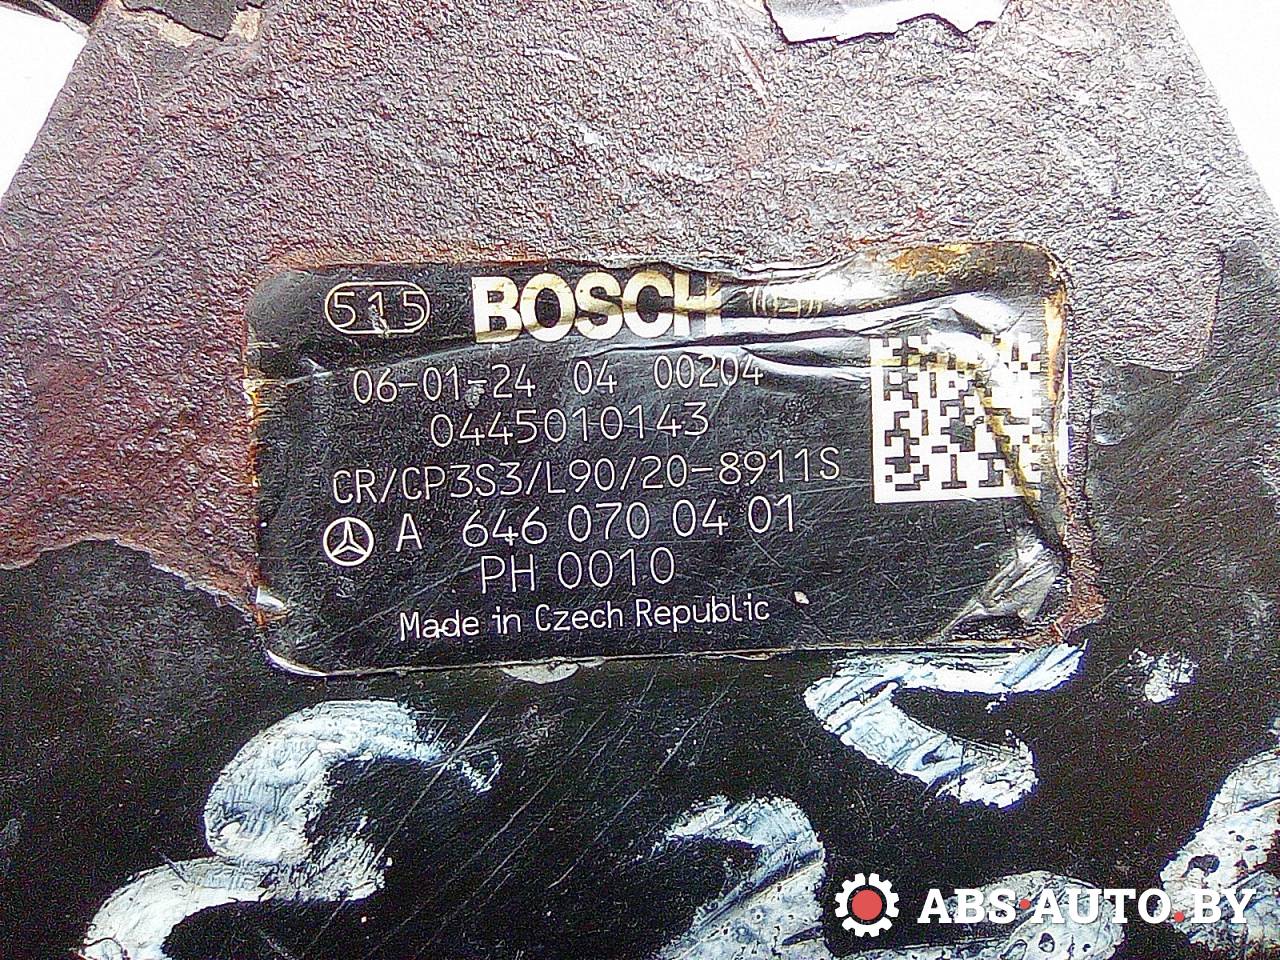 515 BOSCH
06-01-24 04 00204
0445010143
CR/CP3S3/L90/20-8911S
A 646 070 04 01
PH 0010
Made in Czech Republic
ABS·AUTO.BY